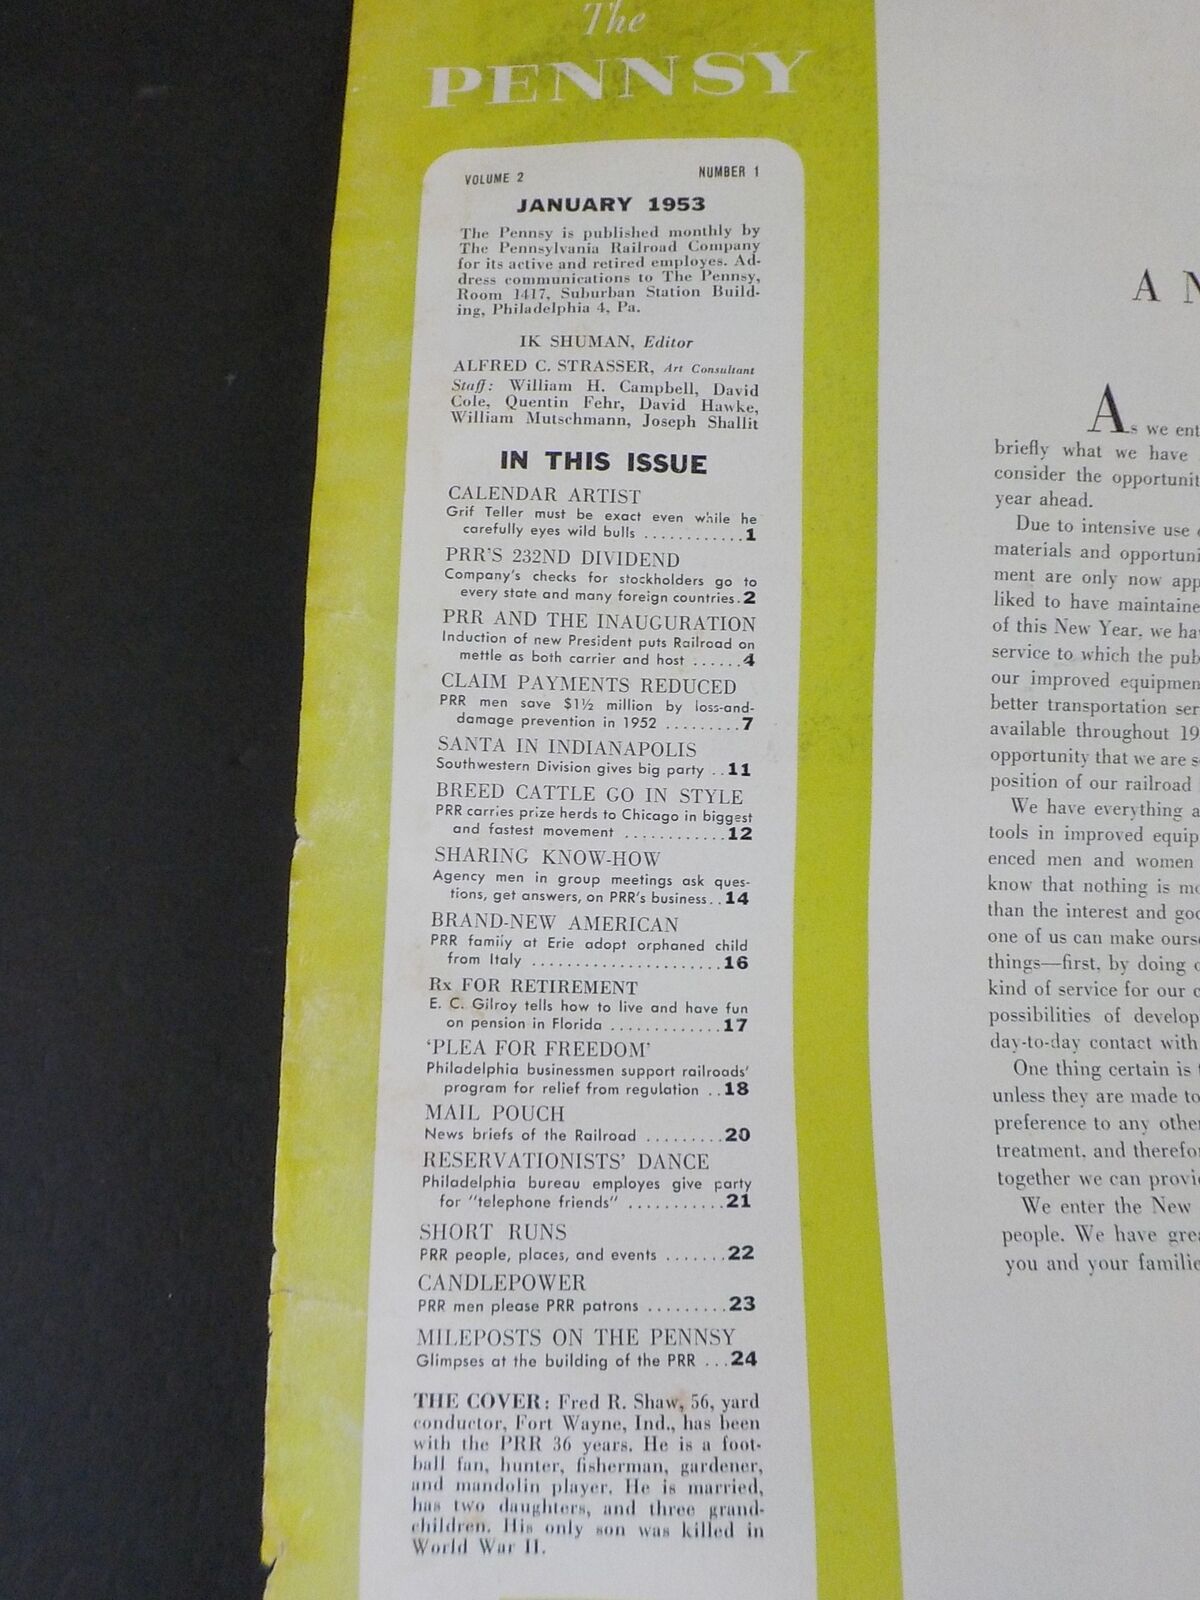 The
PENNSY
VOLUME 2 NUMBER 1
JANUARY 1953
The Pennsy is published monthly by
The Pennsylvania Railroad Company
for its active and retired employes. Ad-
dress communications to The Pennsy,
Room 1417, Suburban Station Build-
ing, Philadelphia 4, Pa.
IK SHUMAN, Editor
ALFRED C. STRASSER, Art Consultant
Staff: William H. Campbell, David
Cole, Quentin Fehr, David Hawke,
William Mutschmann, Joseph Shallit
IN THIS ISSUE
CALENDAR ARTIST
Grif Teller must be exact even while he
carefully eyes wild bulls ............1
PRR'S 232ND DIVIDEND
Company's checks for stockholders go to
every state and many foreign countries.2
PRR AND THE INAUGURATION
Induction of new President puts Railroad on
mettle as both carrier and host ......4
CLAIM PAYMENTS REDUCED
PRR men save $1½ million by loss-and-
damage prevention in 1952 .........7
SANTA IN INDIANAPOLIS
Southwestern Division gives big party ..11
BREED CATTLE GO IN STYLE
PRR carries prize herds to Chicago in biggest
and fastest movement ............12
SHARING KNOW-HOW
Agency men in group meetings ask ques-
tions, get answers, on PRR's business..14
BRAND-NEW AMERICAN
PRR family at Erie adopt orphaned child
from Italy .......................16
Rx FOR RETIREMENT
E. C. Gilroy tells how to live and have fun
on pension in Florida .............17
'PLEA FOR FREEDOM'
Philadelphia businessmen support railroads'
program for relief from regulation ..18
MAIL POUCH
News briefs of the Railroad .........20
RESERVATIONISTS' DANCE
Philadelphia bureau employes give party
for "telephone friends" ...........21
SHORT RUNS
PRR people, places, and events .......22
CANDLEPOWER
PRR men please PRR patrons .........23
MILEPOSTS ON THE PENNSY
Glimpses at the building of the PRR ...24
THE COVER: Fred R. Shaw, 56, yard
conductor, Fort Wayne, Ind., has been
with the PRR 36 years. He is a foot-
ball fan, hunter, fisherman, gardener,
and mandolin player. He is married,
has two daughters, and three grand-
children. His only son was killed in
World War II.
A N
As we ent
briefly what we have
consider the opportunit
year ahead.
Due to intensive use
materials and opportuni
ment are only now app
liked to have maintaine
of this New Year, we ha
service to which the pub
our improved equipmen
better transportation ser
available throughout 19
opportunity that we are s
position of our railroad
We have everything a
tools in improved equip
enced men and women
know that nothing is mo
than the interest and goo
one of us can make ourse
things—first, by doing
kind of service for our c
possibilities of develop
day-to-day contact with
One thing certain is
unless they are made to
preference to any other
treatment, and therefor
together we can provi
We enter the New
people. We have grea
you and your familie